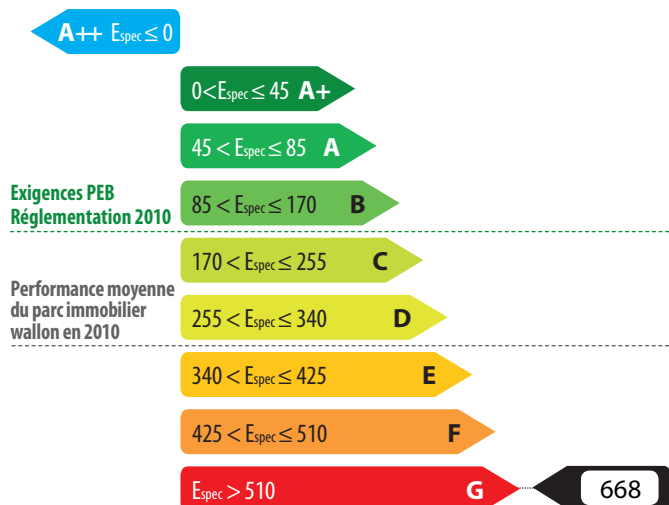 A++ Espec ≤ 0
0<Espec ≤ 45 A+
45 < Espec ≤ 85 A
Exigences PEB
Réglementation 2010
85 < Espec ≤ 170 B
170 < Espec ≤ 255 C
Performance moyenne
du parc immobilier
wallon en 2010
255 < Espec ≤ 340 D
340 < Espec ≤ 425 E
425 < Espec ≤ 510 F
Espec > 510 G 668